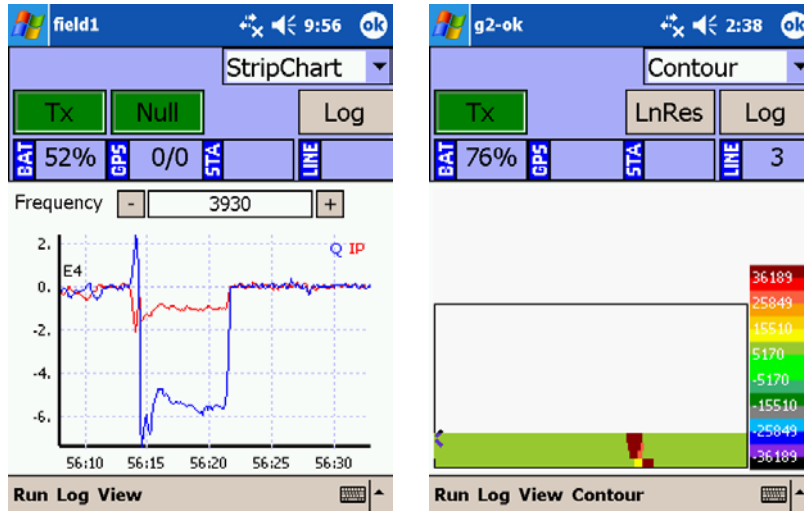 field1 9:56 ok
StripChart
Tx Null Log
BAT 52% GPS 0/0 STA LINE
Frequency - 3930 +
2.
Q IP
E4
0.
-2.
-4.
-6.
56:10 56:15 56:20 56:25 56:30
Run Log View
g2-ok 2:38 ok
Contour
Tx LnRes Log
BAT 76% GPS STA LINE 3
36189
25849
15510
5170
-5170
-15510
-25849
-36189
Run Log View Contour